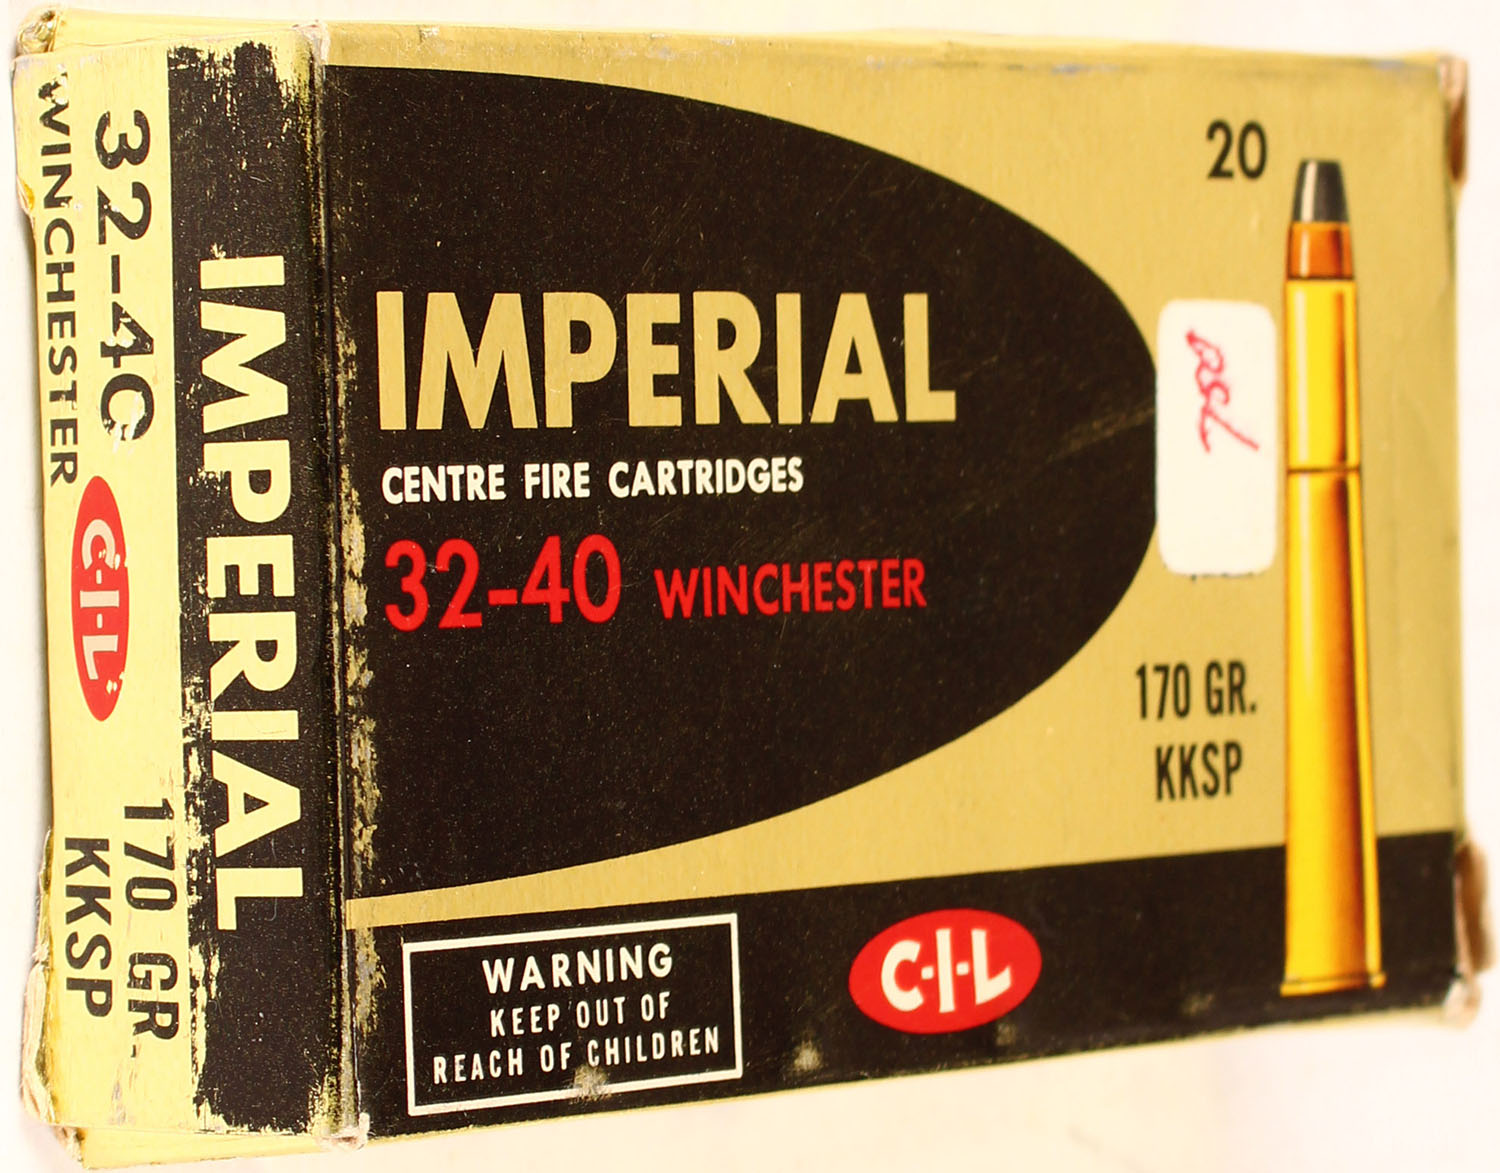 32-40
WINCHESTER
C-I-L
170 GR.
KKSP
IMPERIAL
IMPERIAL
CENTRE FIRE CARTRIDGES
32-40 WINCHESTER
20
170 GR.
KKSP
WARNING
KEEP OUT OF
REACH OF CHILDREN
C-I-L